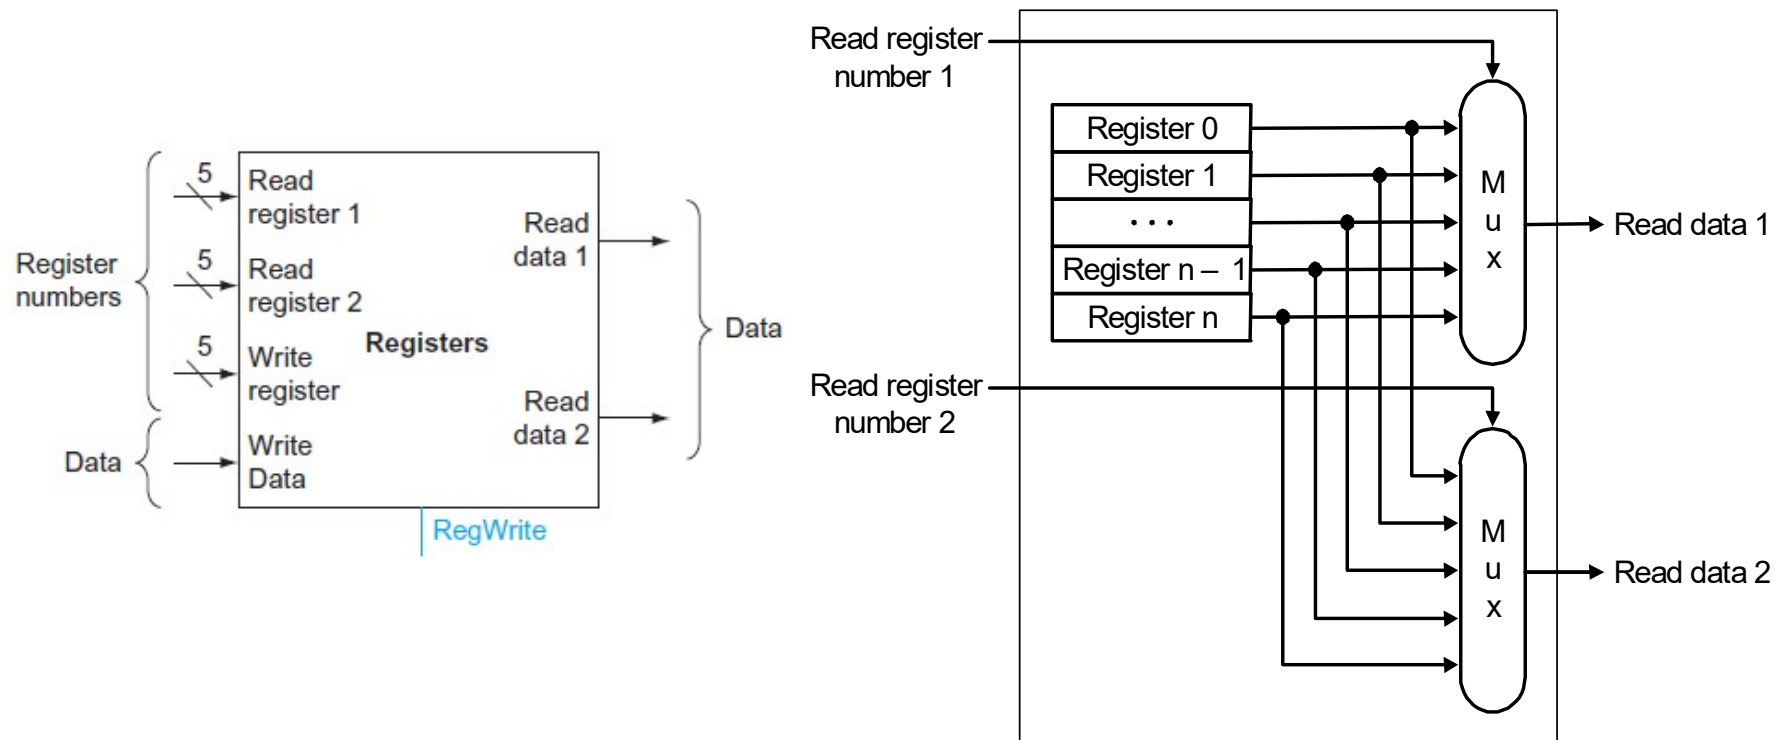 Register
numbers
Data
5
Read
register 1
5
Read
register 2
5
Write
register
Write
Data
Registers
Read
data 1
Read
data 2
Data
RegWrite
Read register
number 1
Register 0
Register 1
...
Register n – 1
Register n
M
u
x
Read data 1
Read register
number 2
M
u
x
Read data 2